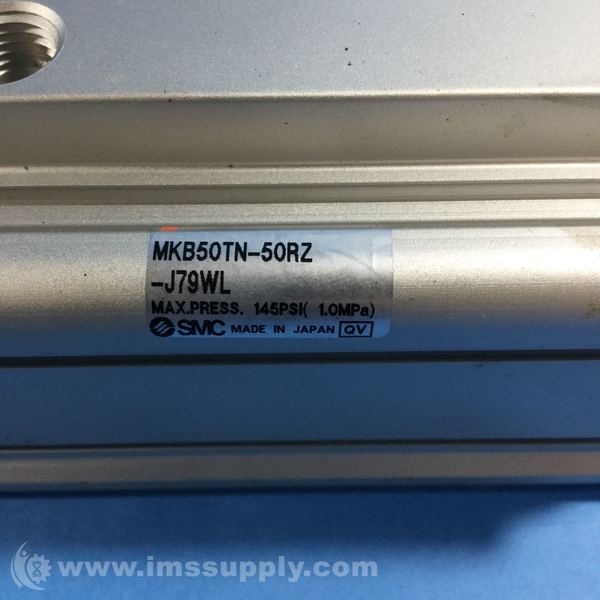 MKB50TN-50RZ
-J79WL
MAX.PRESS. 145PSI( 1.0MPa)
SMC MADE IN JAPAN QV
www.imssupply.com